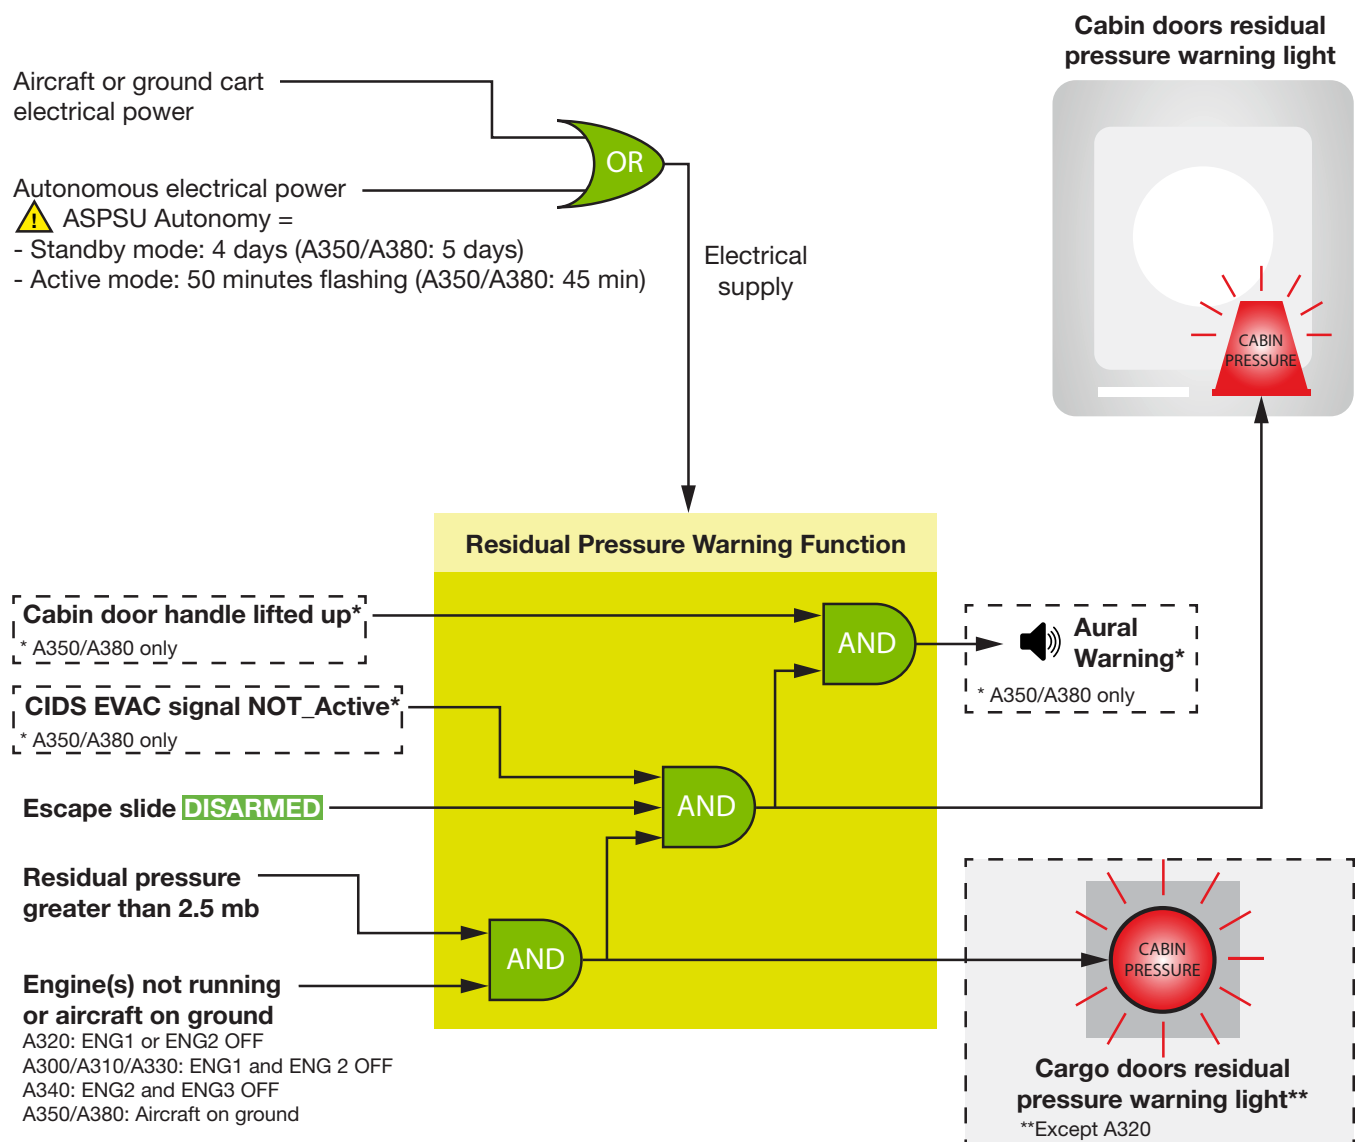 Cabin doors residual
pressure warning light
Aircraft or ground cart
electrical power
OR
Autonomous electrical power
! ASPSU Autonomy =
- Standby mode: 4 days (A350/A380: 5 days)
- Active mode: 50 minutes flashing (A350/A380: 45 min)
Electrical
supply
CABIN
PRESSURE
Residual Pressure Warning Function
Cabin door handle lifted up*
* A350/A380 only
AND
Aural
Warning*
* A350/A380 only
CIDS EVAC signal NOT_Active*
* A350/A380 only
Escape slide DISARMED
AND
Residual pressure
greater than 2.5 mb
AND
Engine(s) not running
or aircraft on ground
A320: ENG1 or ENG2 OFF
A300/A310/A330: ENG1 and ENG 2 OFF
A340: ENG2 and ENG3 OFF
A350/A380: Aircraft on ground
CABIN
PRESSURE
Cargo doors residual
pressure warning light**
**Except A320